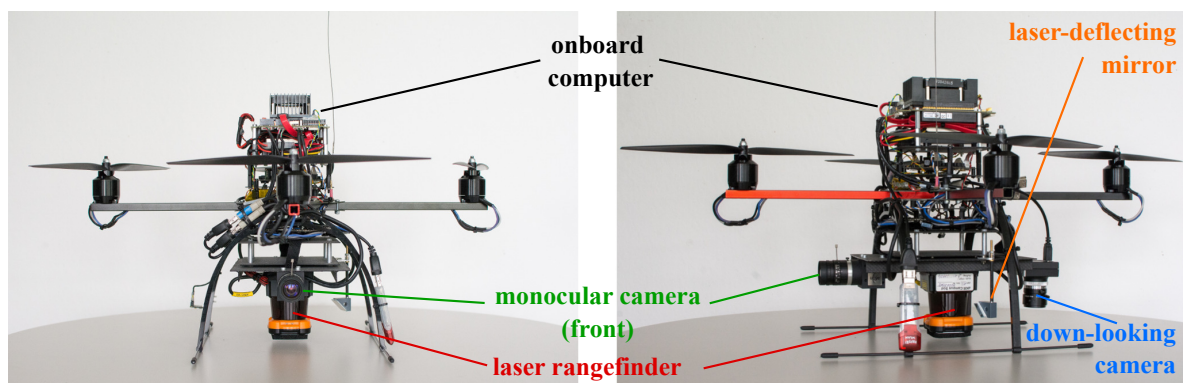 onboard
computer
laser-deflecting
mirror
monocular camera
(front)
laser rangefinder
down-looking
camera